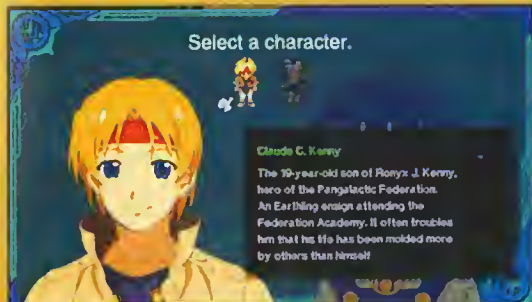 Select a character.
Claude C. Kenny
The 19-year-old son of Ronyx J. Kenny,
hero of the Pangalactic Federation.
An Earthling ensign attending the
Federation Academy. It often troubles
him that his life has been molded more
by others than himself